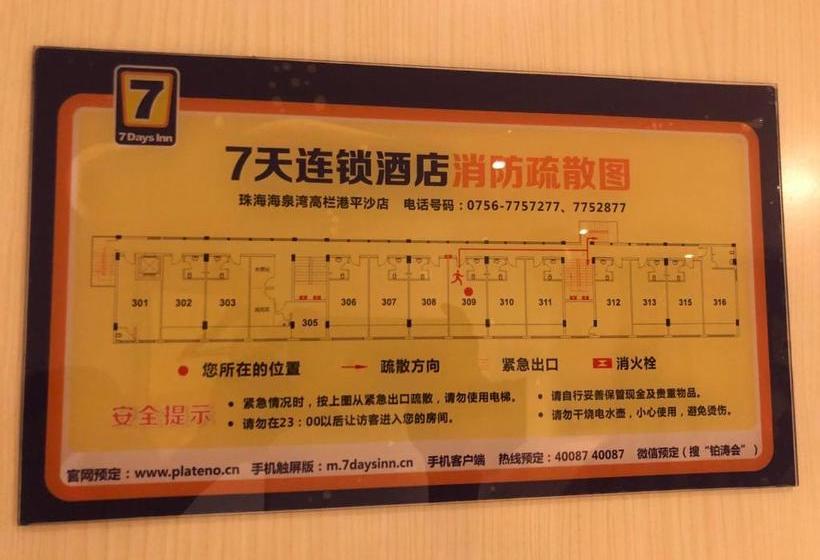 7
7 Days Inn
7天连锁酒店消防疏散图
珠海海泉湾高栏港平沙店 电话号码：0756-7757277、7752877
301 302 303 305 306 307 308 309 310 311 312 313 315 316
您所在的位置 疏散方向 紧急出口 消火栓
安全提示
• 紧急情况时，按上图从紧急出口疏散，请勿使用电梯。
• 请勿在23：00以后让访客进入您的房间。
• 请自行妥善保管现金及贵重物品。
• 请勿干烧电水壶，小心使用，避免烫伤。
官网预定：www.plateno.cn 手机触屏版：m.7daysinn.cn 手机客户端 热线预定：40087 40087 微信预定（搜“铂涛会”）